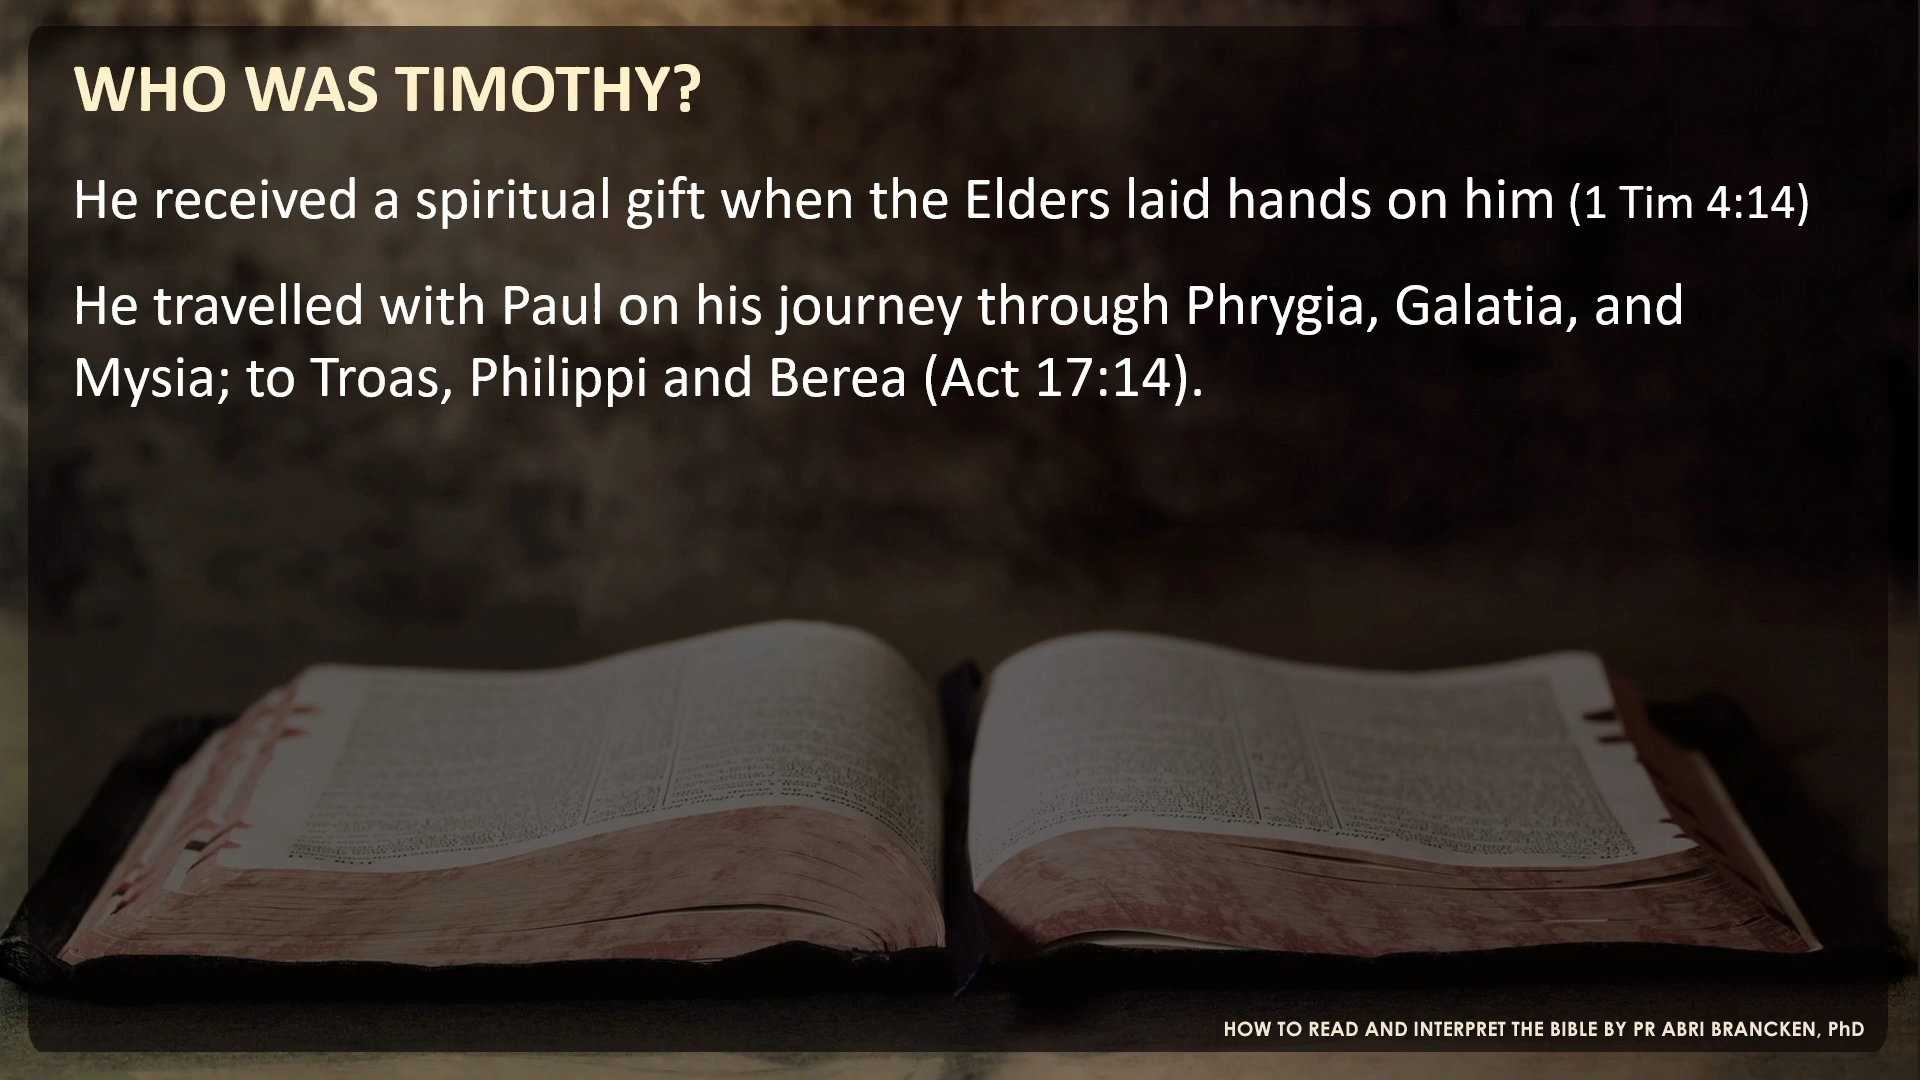 WHO WAS TIMOTHY?
He received a spiritual gift when the Elders laid hands on him (1 Tim 4:14)
He travelled with Paul on his journey through Phrygia, Galatia, and
Mysia; to Troas, Philippi and Berea (Act 17:14).
HOW TO READ AND INTERPRET THE BIBLE BY PR ABRI BRANCKEN, PhD